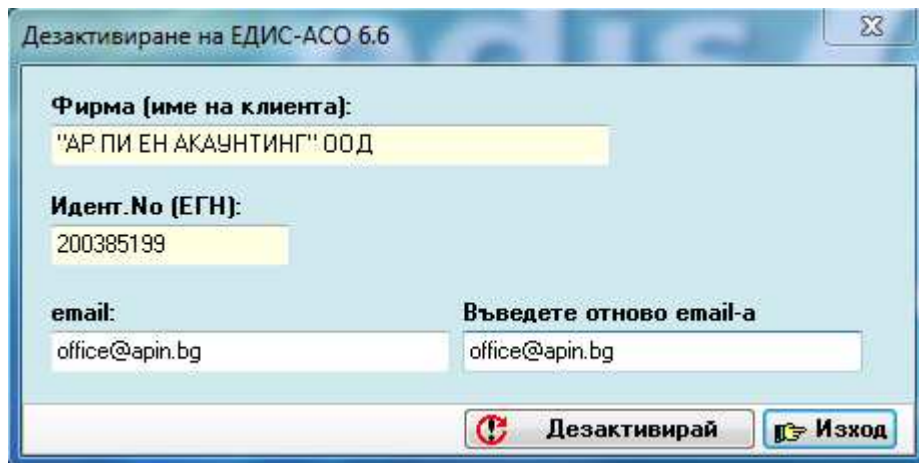 Дезактивиране на ЕДИС-АСО 6.6
Фирма (име на клиента):
"АР ПИ ЕН АКАУНТИНГ" ООД
Идент.No (ЕГН):
200385199
email:
Въведете отново email-а
office@apin.bg
office@apin.bg
Дезактивирай
Изход